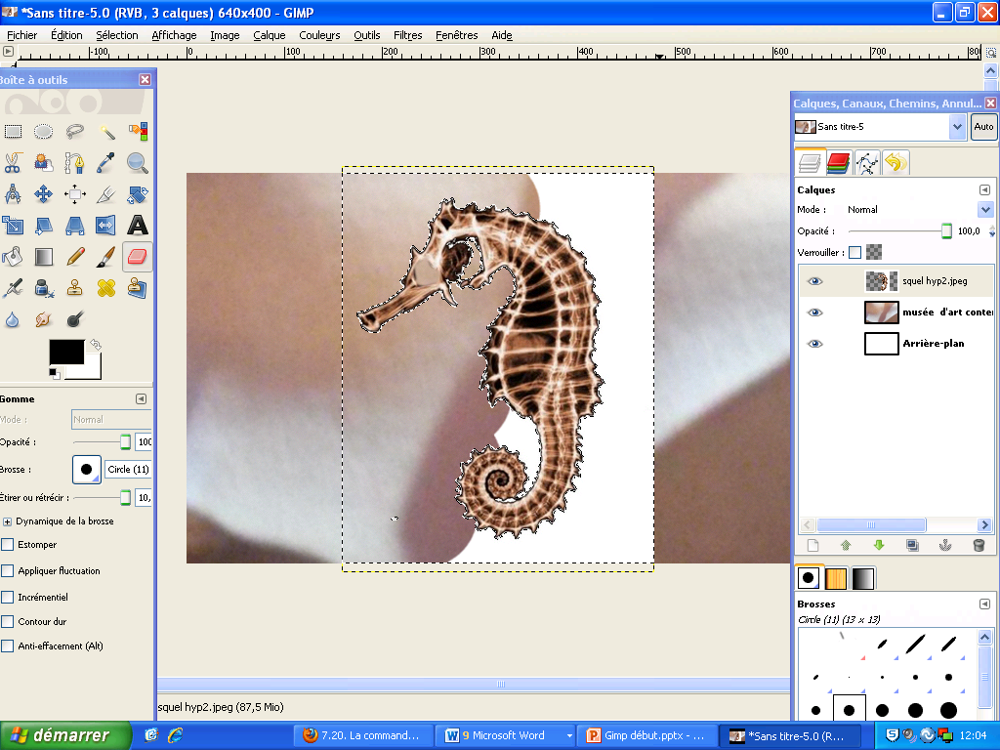 *Sans titre-5.0 (RVB, 3 calques) 640x400 – GIMP
Fichier Édition Sélection Affichage Image Calque Couleurs Outils Filtres Fenêtres Aide
-100 0 100 200 300 400 500 600 700 80
Boîte à outils
Calques, Canaux, Chemins, Annul...
Sans titre-5
Auto
Calques
Mode : Normal
Opacité : 100,0
Verrouiller :
squel hyp2.jpeg
musée d'art conte
Arrière-plan
Gomme
Mode : Normal
Opacité : 100
Brosse : Circle (11)
Étirer ou rétrécir : 10,
Dynamique de la brosse
Estomper
Appliquer fluctuation
Incrémentiel
Contour dur
Anti-effacement (Alt)
Brosses
Circle (11) (13 × 13)
squel hyp2.jpeg (87,5 Mio)
démarrer
7.20. La command...
9 Microsoft Word
Gimp début.pptx - ...
*Sans titre-5.0 (R...
12:04